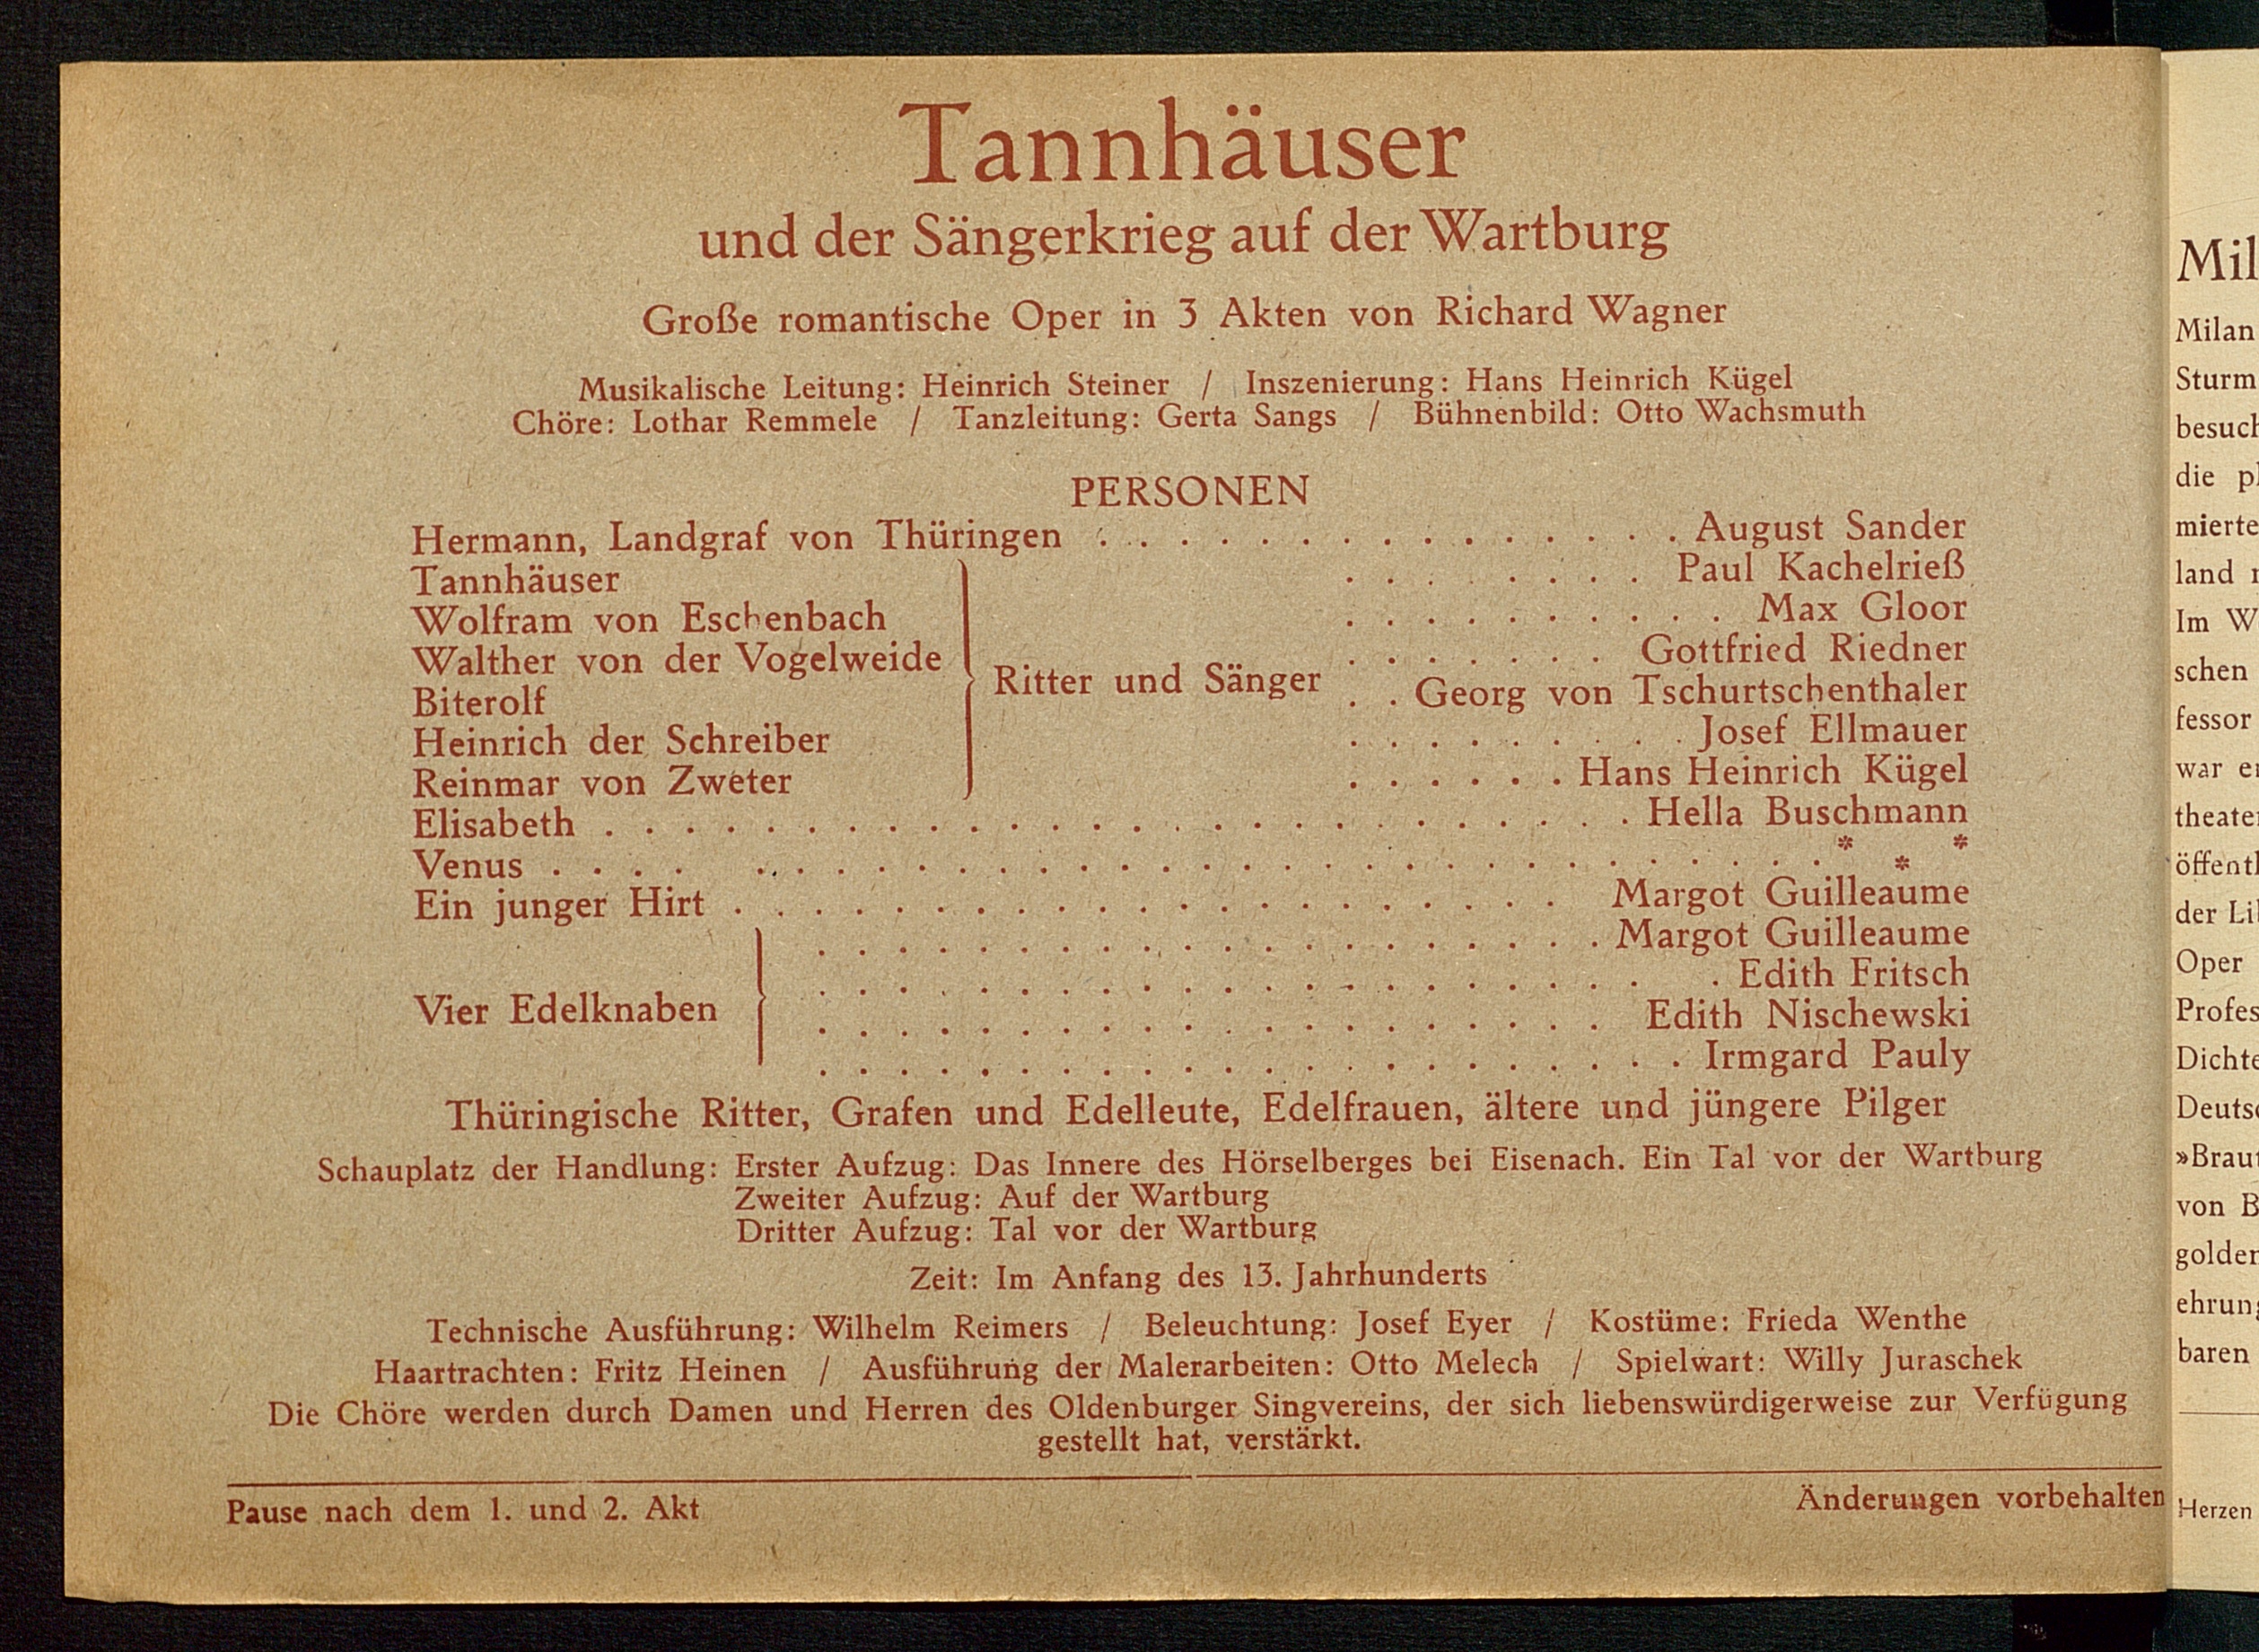 Tannhäuser
und der Sängerkrieg auf der Wartburg
Große romantische Oper in 3 Akten von Richard Wagner
Musikalische Leitung: Heinrich Steiner / Inszenierung: Hans Heinrich Kügel
Chöre: Lothar Remmele / Tanzleitung: Gerta Sangs / Bühnenbild: Otto Wachsmuth
PERSONEN
Hermann, Landgraf von Thüringen . . . . . . . . . . . . . . . August Sander
Tannhäuser . . . . . . . . Paul Kachelrieß
Wolfram von Eschenbach . . . . . . . . . . Max Gloor
Walther von der Vogelweide . . . . . . . Gottfried Riedner
Ritter und Sänger
Biterolf . . Georg von Tschurtschenthaler
Heinrich der Schreiber . . . . . . . . . Josef Ellmauer
Reinmar von Zweter . . . . . . Hans Heinrich Kügel
Elisabeth . . . . . . . . . . . . . . . . . . . . . . . . . . Hella Buschmann
Venus . . . . . . . . . . . . . . . . . . . . . . . . . . . . . . * * *
Ein junger Hirt . . . . . . . . . . . . . . . . . . . . . Margot Guilleaume
. . . . . . . . . . . . . . . . . . . . Margot Guilleaume
. . . . . . . . . . . . . . . . . . . . . . Edith Fritsch
Vier Edelknaben
. . . . . . . . . . . . . . . . . . . . Edith Nischewski
. . . . . . . . . . . . . . . . . . . . . . Irmgard Pauly
Thüringische Ritter, Grafen und Edelleute, Edelfrauen, ältere und jüngere Pilger
Schauplatz der Handlung: Erster Aufzug: Das Innere des Hörselberges bei Eisenach. Ein Tal vor der Wartburg
Zweiter Aufzug: Auf der Wartburg
Dritter Aufzug: Tal vor der Wartburg
Zeit: Im Anfang des 13. Jahrhunderts
Technische Ausführung: Wilhelm Reimers / Beleuchtung: Josef Eyer / Kostüme: Frieda Wenthe
Haartrachten: Fritz Heinen / Ausführung der Malerarbeiten: Otto Melech / Spielwart: Willy Juraschek
Die Chöre werden durch Damen und Herren des Oldenburger Singvereins, der sich liebenswürdigerweise zur Verfügung
gestellt hat, verstärkt.
Pause nach dem 1. und 2. Akt
Änderungen vorbehalten
Milan
Sturm
die
land
Im
schen
fessor
war
Oper
von
baren
Herzen